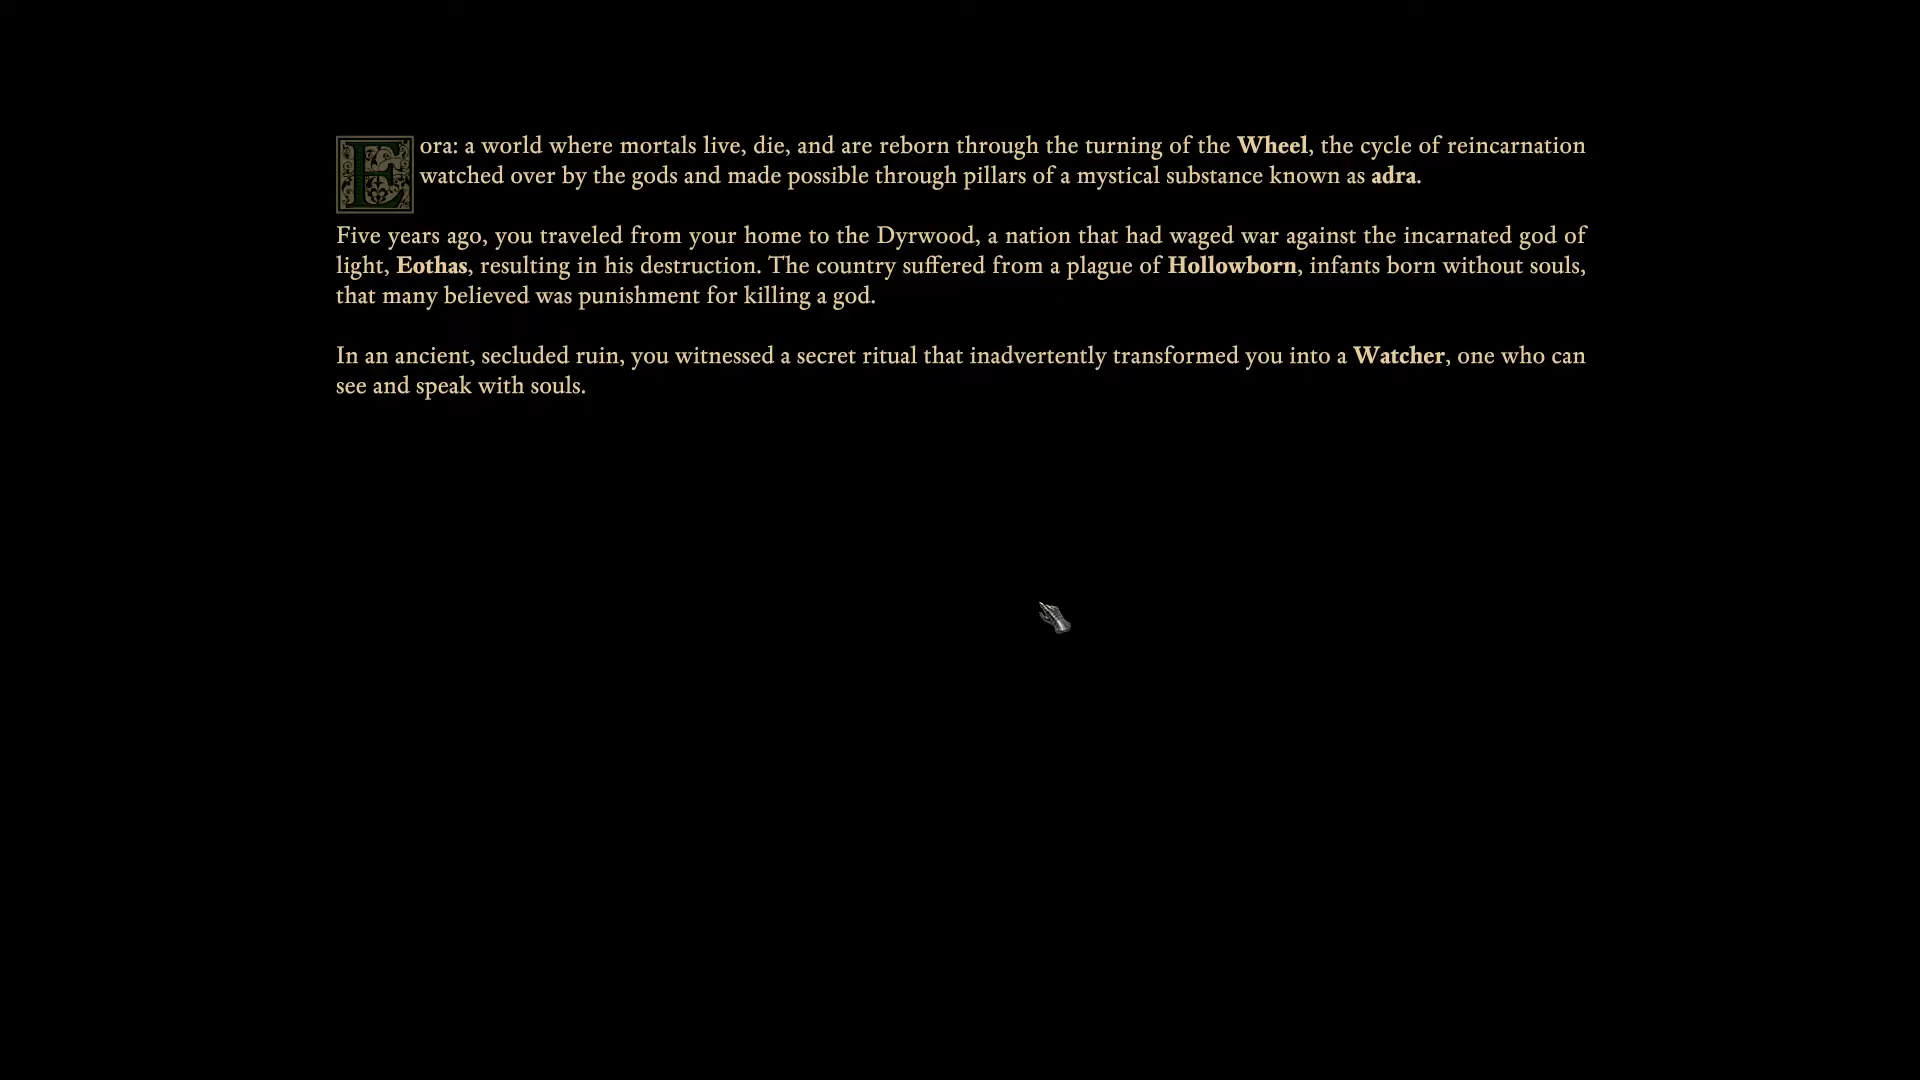 Eora: a world where mortals live, die, and are reborn through the turning of the Wheel, the cycle of reincarnation
watched over by the gods and made possible through pillars of a mystical substance known as adra.
Five years ago, you traveled from your home to the Dyrwood, a nation that had waged war against the incarnated god of
light, Eothas, resulting in his destruction. The country suffered from a plague of Hollowborn, infants born without souls,
that many believed was punishment for killing a god.
In an ancient, secluded ruin, you witnessed a secret ritual that inadvertently transformed you into a Watcher, one who can
see and speak with souls.